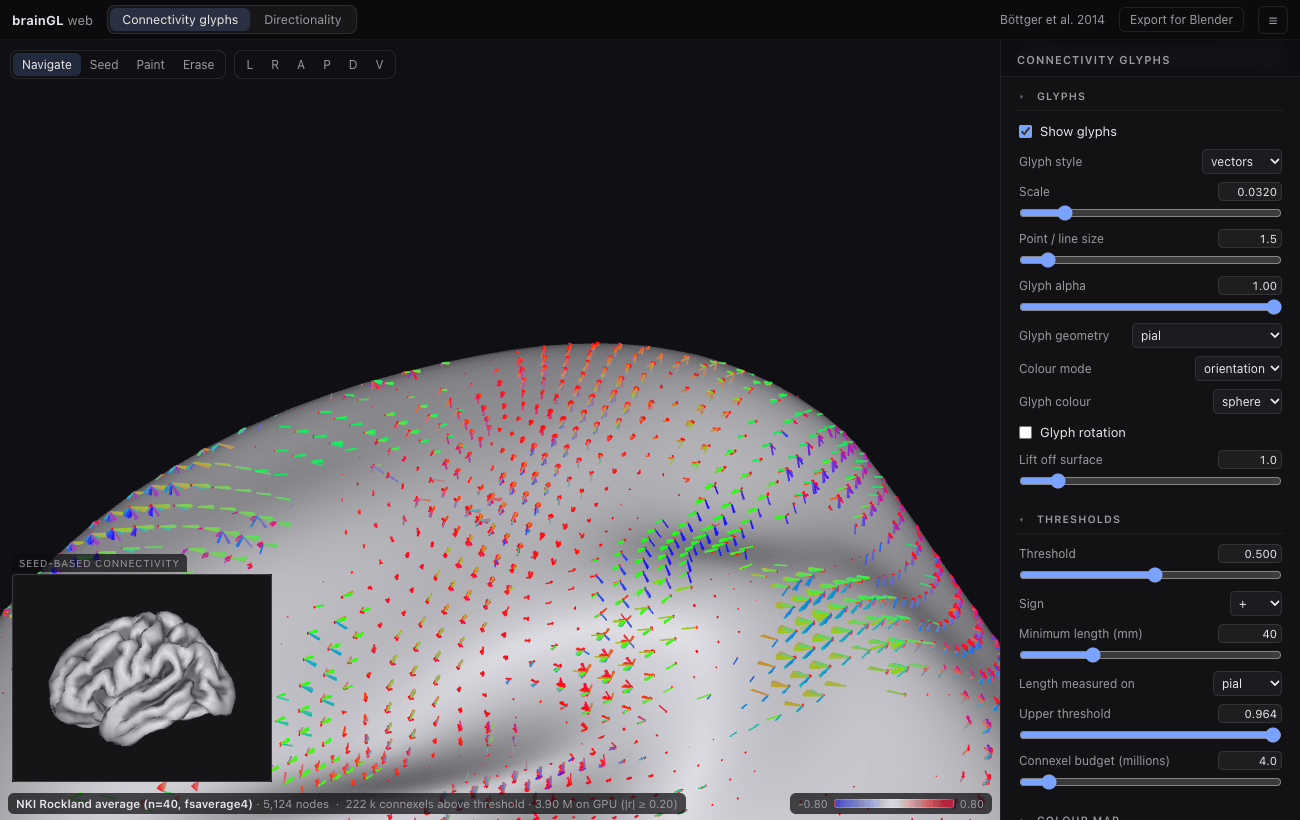 brainGL web Connectivity glyphs Directionality Böttger et al. 2014 Export for Blender ≡
Navigate Seed Paint Erase L R A P D V
CONNECTIVITY GLYPHS
GLYPHS
Show glyphs
Glyph style vectors
Scale 0.0320
Point / line size 1.5
Glyph alpha 1.00
Glyph geometry pial
Colour mode orientation
Glyph colour sphere
Glyph rotation
Lift off surface 1.0
THRESHOLDS
Threshold 0.500
Sign +
Minimum length (mm) 40
Length measured on pial
Upper threshold 0.964
Connexel budget (millions) 4.0
COLOUR MAP
SEED-BASED CONNECTIVITY
NKI Rockland average (n=40, fsaverage4) · 5,124 nodes · 222 k connexels above threshold · 3.90 M on GPU (|r| ≥ 0.20)
-0.80 0.80